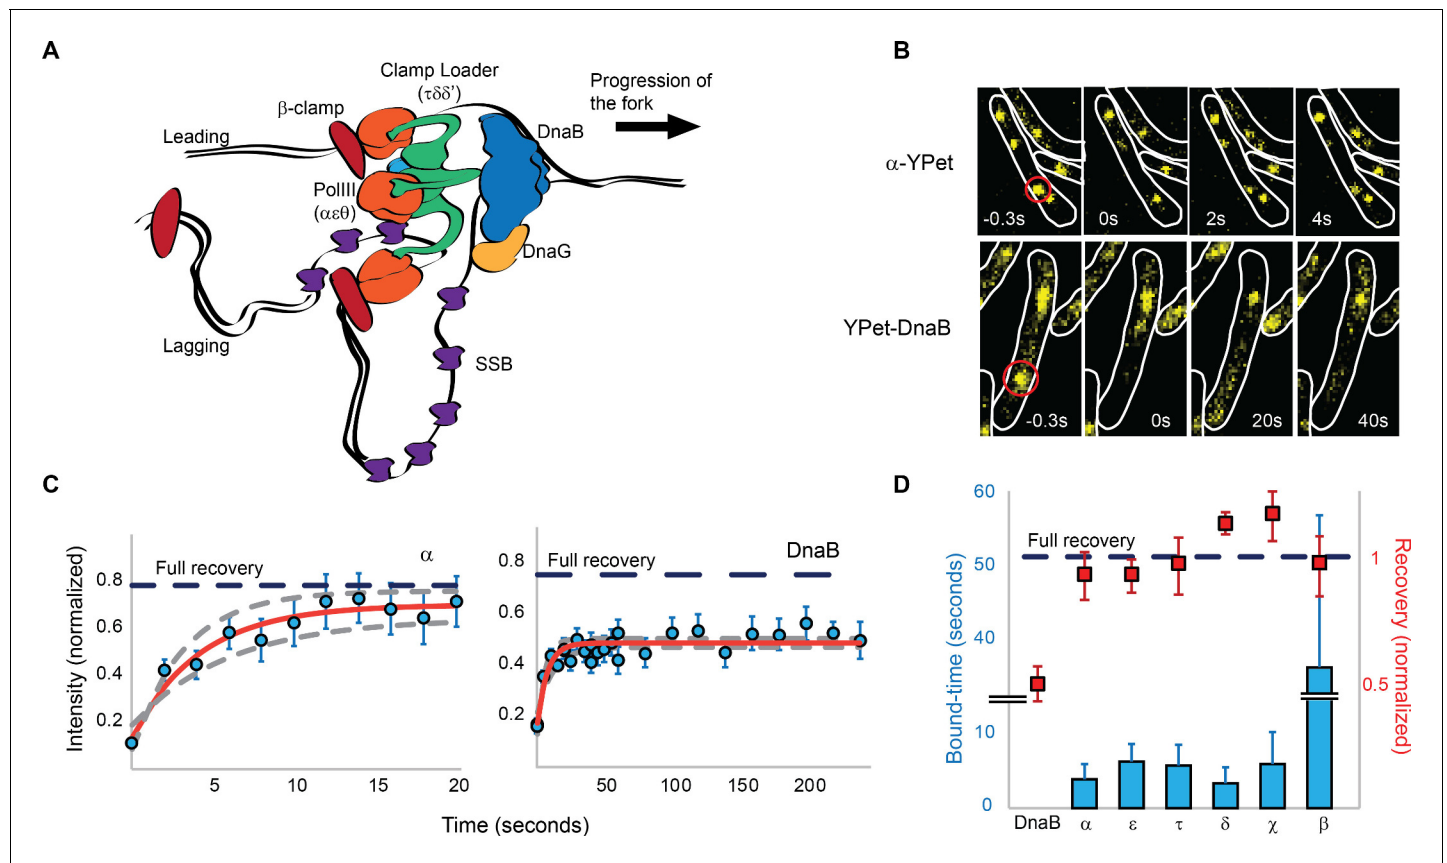 A
Clamp Loader
(τδδ’)
β-clamp
Leading
DnaB
Progression of
the fork
PolIII
(αεθ)
DnaG
Lagging
SSB
B
α-YPet
-0.3s
0s
2s
4s
YPet-DnaB
-0.3s
0s
20s
40s
C
Intensity (normalized)
0.8
0.6
0.4
0.2
Full recovery
α
5
10
15
20
0.8
0.6
0.4
0.2
Full recovery
DnaB
50
100
150
200
Time (seconds)
D
Bound-time (seconds)
60
50
40
10
0
Full recovery
1
0.5
Recovery (normalized)
DnaB
α
ε
τ
δ
χ
β